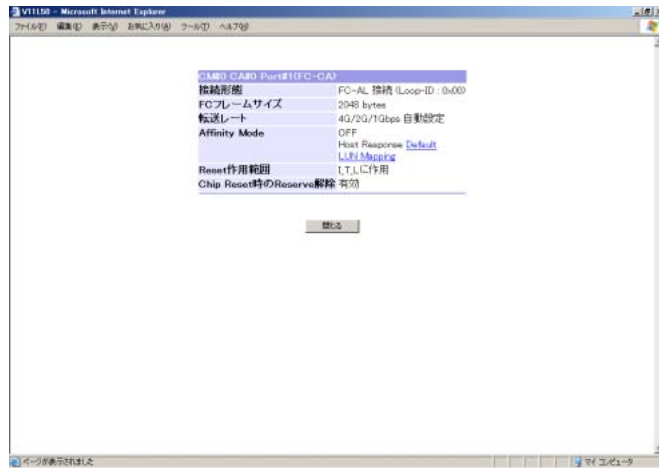 V11L50 - Microsoft Internet Explorer
ファイル(F) 編集(E) 表示(V) お気に入り(A) ツール(T) ヘルプ(H)
CM#0 CA#0 Port#1(FC-CA)
接続形態 FC-AL 接続 (Loop-ID : 0x00)
FCフレームサイズ 2048 bytes
転送レート 4G/2G/1Gbps 自動設定
Affinity Mode OFF
Host Response Default
LUN Mapping
Reset作用範囲 I_T_Lに作用
Chip Reset時のReserve解除 有効
閉じる
ページが表示されました マイ コンピュータ